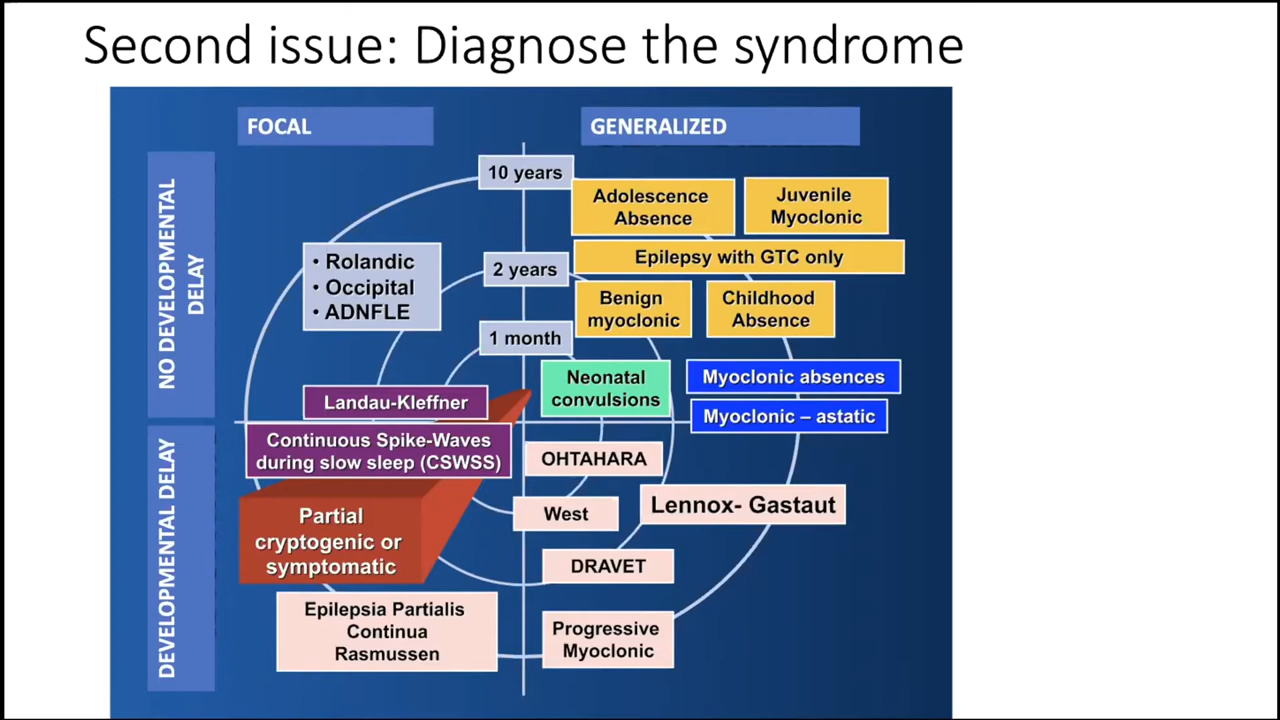 Second issue: Diagnose the syndrome
FOCAL
GENERALIZED
NO DEVELOPMENTAL
DELAY
DEVELOPMENTAL DELAY
10 years
2 years
1 month
• Rolandic
• Occipital
• ADNFLE
Adolescence
Absence
Juvenile
Myoclonic
Epilepsy with GTC only
Benign
myoclonic
Childhood
Absence
Neonatal
convulsions
Myoclonic absences
Myoclonic – astatic
Landau-Kleffner
Continuous Spike-Waves
during slow sleep (CSWSS)
Partial
cryptogenic or
symptomatic
Epilepsia Partialis
Continua
Rasmussen
OHTAHARA
West
Lennox- Gastaut
DRAVET
Progressive
Myoclonic